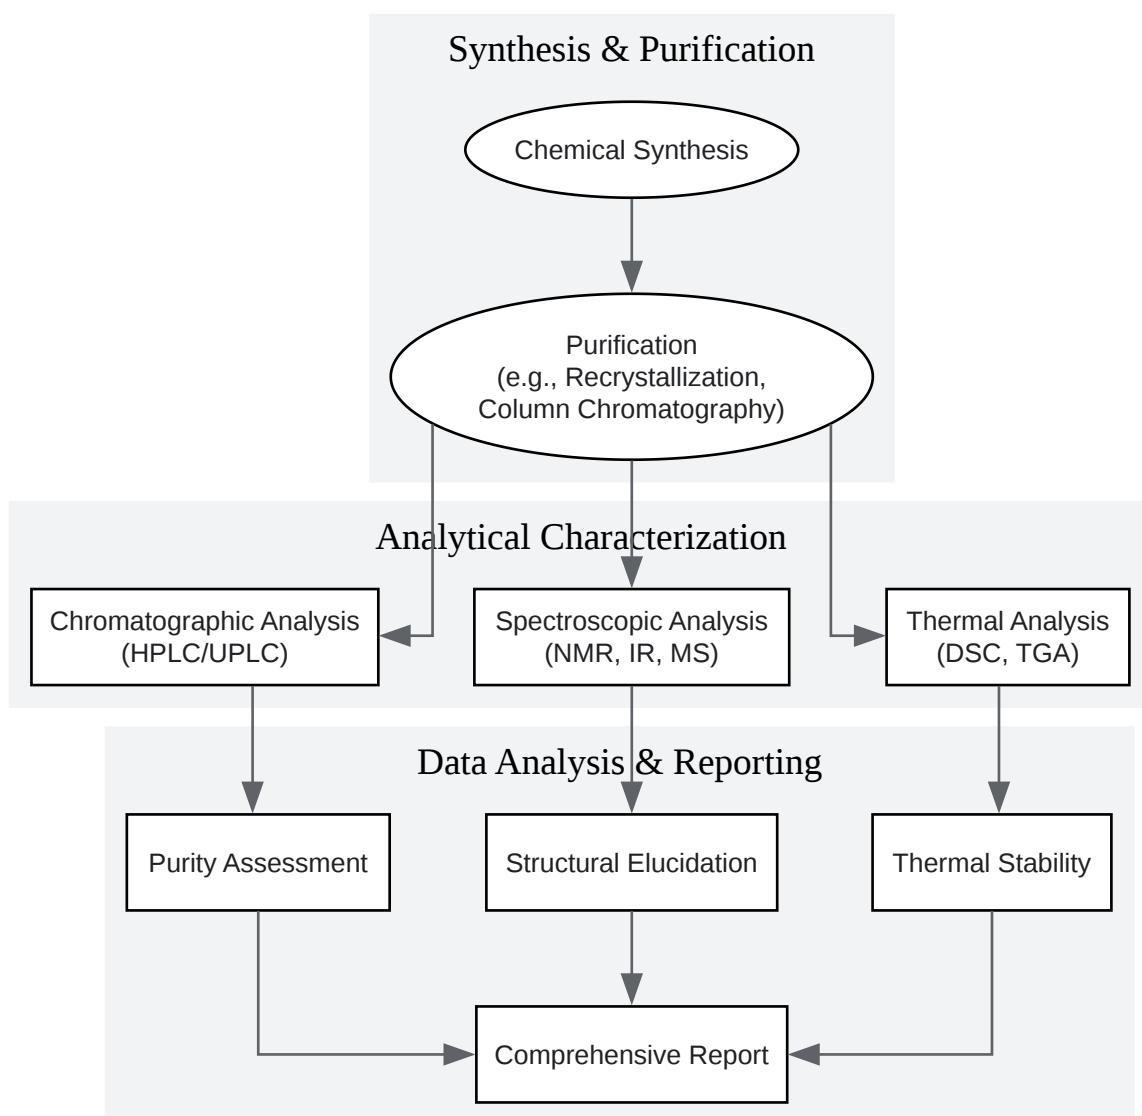 Synthesis & Purification
Chemical Synthesis
Purification
(e.g., Recrystallization,
Column Chromatography)
Analytical Characterization
Chromatographic Analysis
(HPLC/UPLC)
Spectroscopic Analysis
(NMR, IR, MS)
Thermal Analysis
(DSC, TGA)
Data Analysis & Reporting
Purity Assessment
Structural Elucidation
Thermal Stability
Comprehensive Report